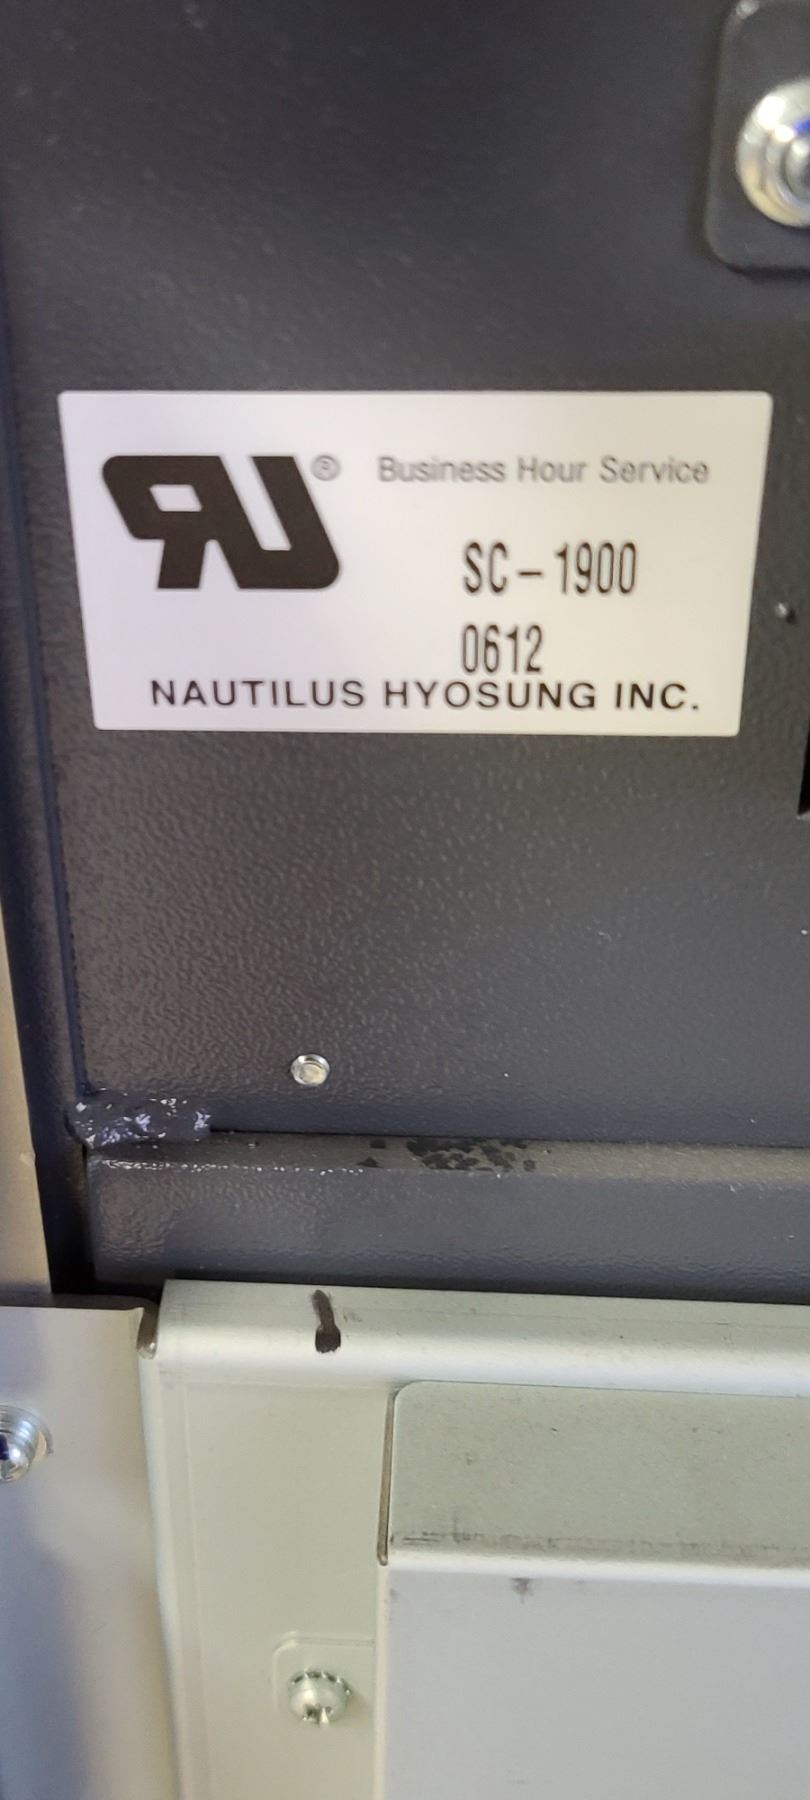 ® Business Hour Service
SC-1900
0612
NAUTILUS HYOSUNG INC.